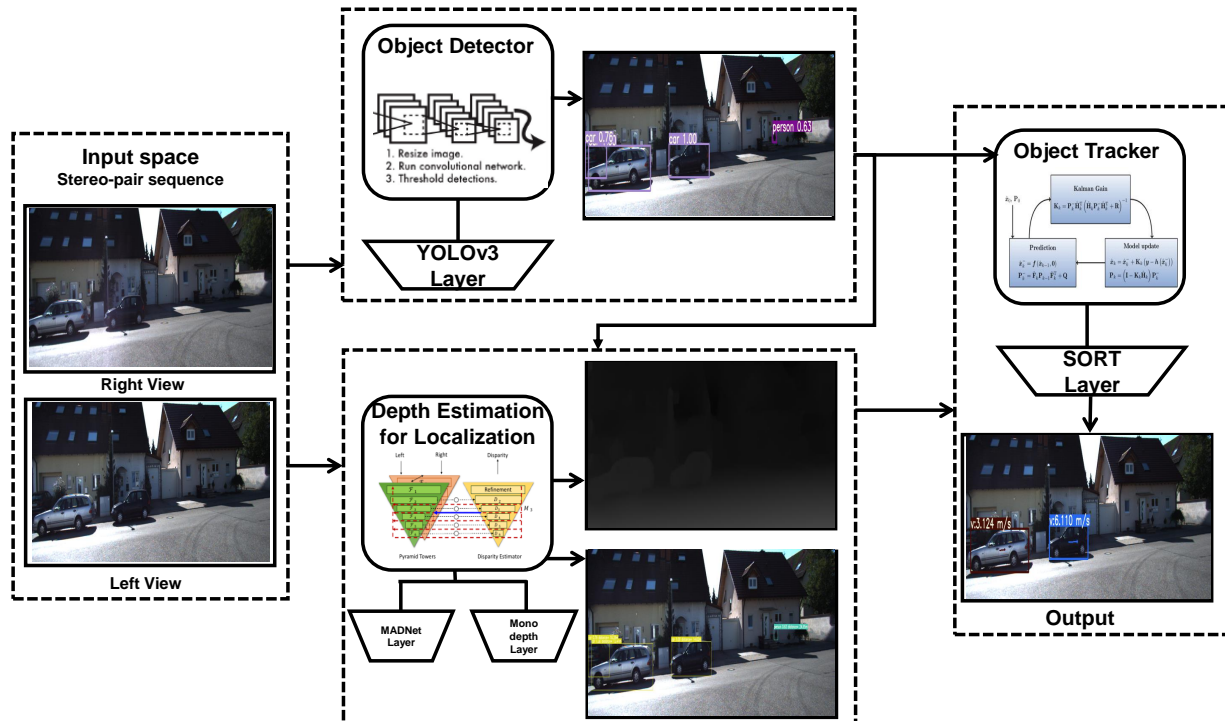 Input space
Stereo-pair sequence
Right View
Left View
Object Detector
1. Resize image.
2. Run convolutional network.
3. Threshold detections.
YOLOv3
Layer
car 0.76
car 1.00
person 0.63
Depth Estimation
for Localization
Left
Right
Disparity
Refinement
Pyramid Towers
Disparity Estimator
MADNet
Layer
Mono
depth
Layer
Object Tracker
Kalman Gain
Prediction
Model update
SORT
Layer
v:3.124 m/s
v:6.110 m/s
Output